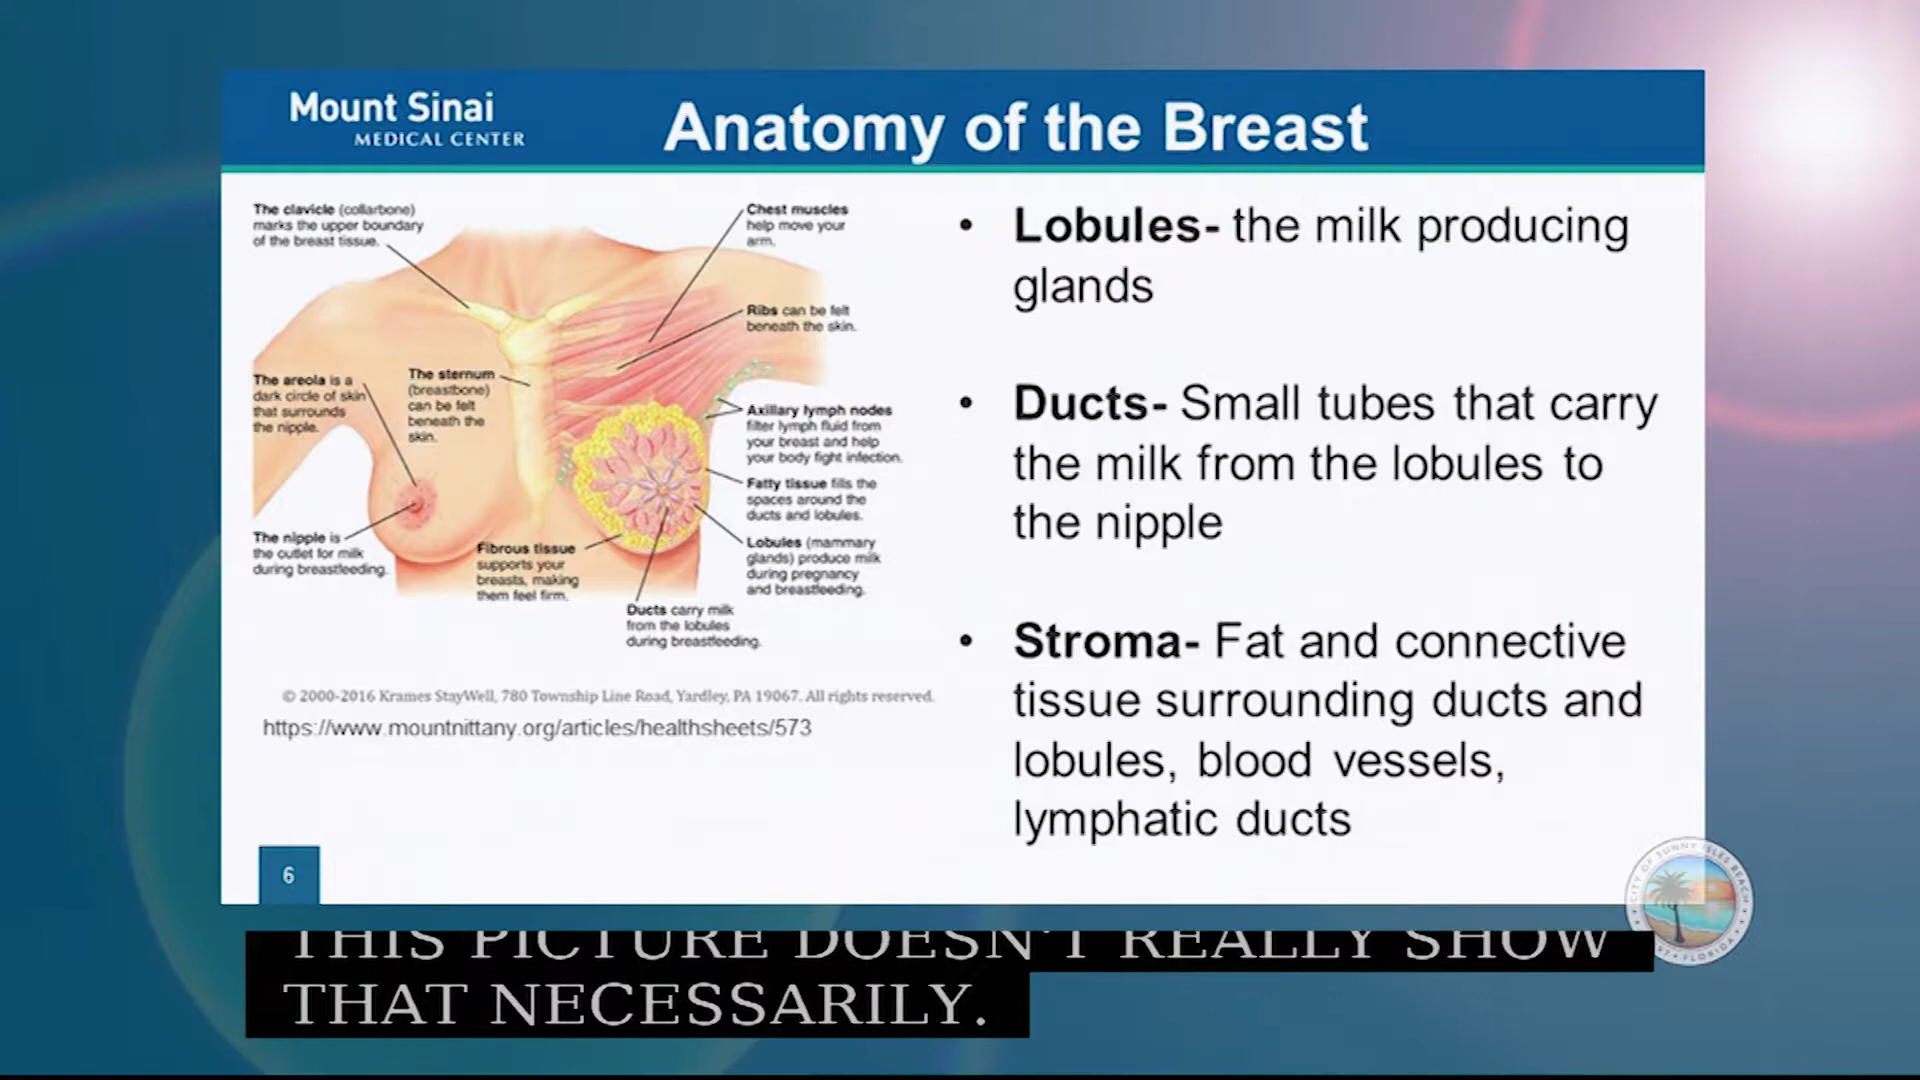 Mount Sinai
MEDICAL CENTER
Anatomy of the Breast
The clavicle (collarbone)
marks the upper boundary
of the breast tissue.
Chest muscles
help move your
arm.
Ribs can be felt
beneath the skin.
The areola is a
dark circle of skin
that surrounds
the nipple.
The sternum
(breastbone)
can be felt
beneath the
skin.
Axillary lymph nodes
filter lymph fluid from
your breast and help
your body fight infection.
Fatty tissue fills the
spaces around the
ducts and lobules.
The nipple is
the outlet for milk
during breastfeeding.
Fibrous tissue
supports your
breasts, making
them feel firm.
Lobules (mammary
glands) produce milk
during pregnancy
and breastfeeding.
Ducts carry milk
from the lobules
during breastfeeding.
© 2000-2016 Krames StayWell, 780 Township Line Road, Yardley, PA 19067. All rights reserved.
https://www.mountnittany.org/articles/healthsheets/573
• Lobules- the milk producing
glands
• Ducts- Small tubes that carry
the milk from the lobules to
the nipple
• Stroma- Fat and connective
tissue surrounding ducts and
lobules, blood vessels,
lymphatic ducts
6
CITY OF SUNNY ISLES BEACH
FLORIDA
THIS PICTURE DOESN'T REALLY SHOW
THAT NECESSARILY.